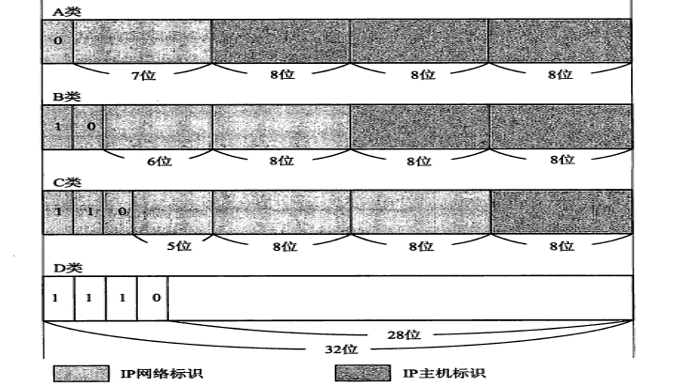 A类
0
7位 8位 8位 8位
B类
1 0
6位 8位 8位 8位
C类
1 1 0
5位 8位 8位 8位
D类
1 1 1 0
28位
32位
IP网络标识 IP主机标识